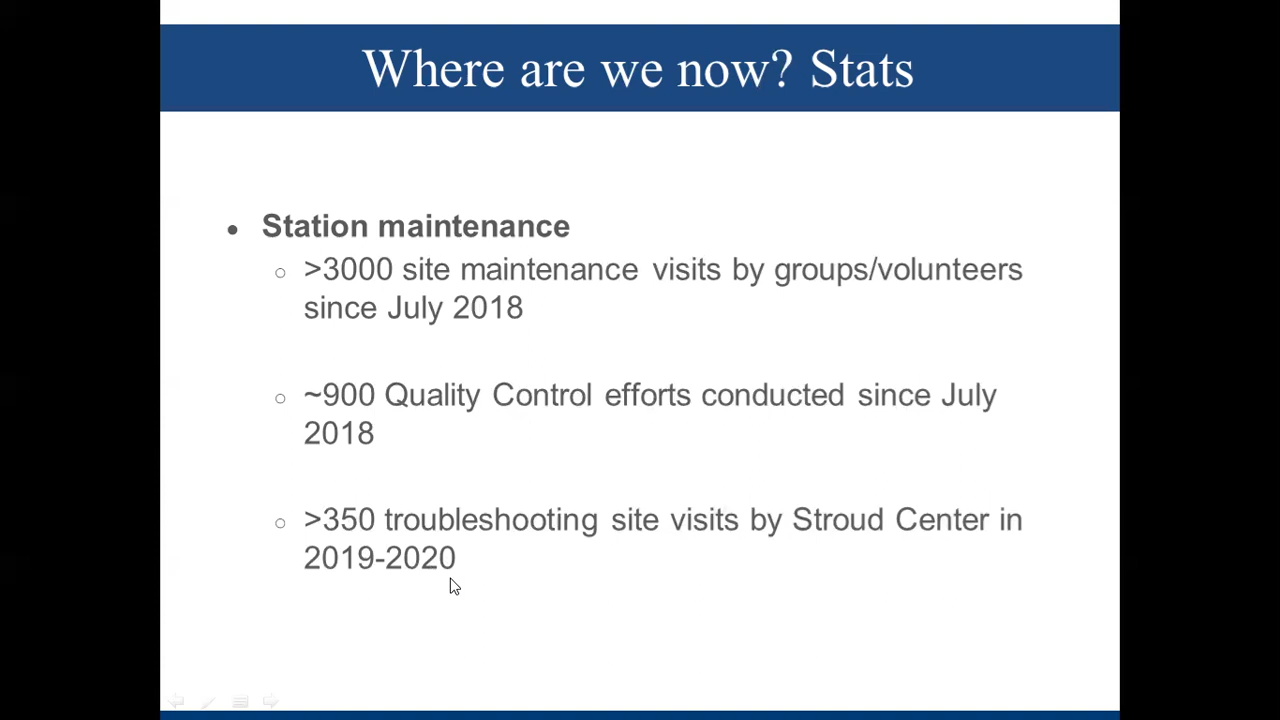 Where are we now? Stats
● Station maintenance
○ >3000 site maintenance visits by groups/volunteers
since July 2018
○ ~900 Quality Control efforts conducted since July
2018
○ >350 troubleshooting site visits by Stroud Center in
2019-2020